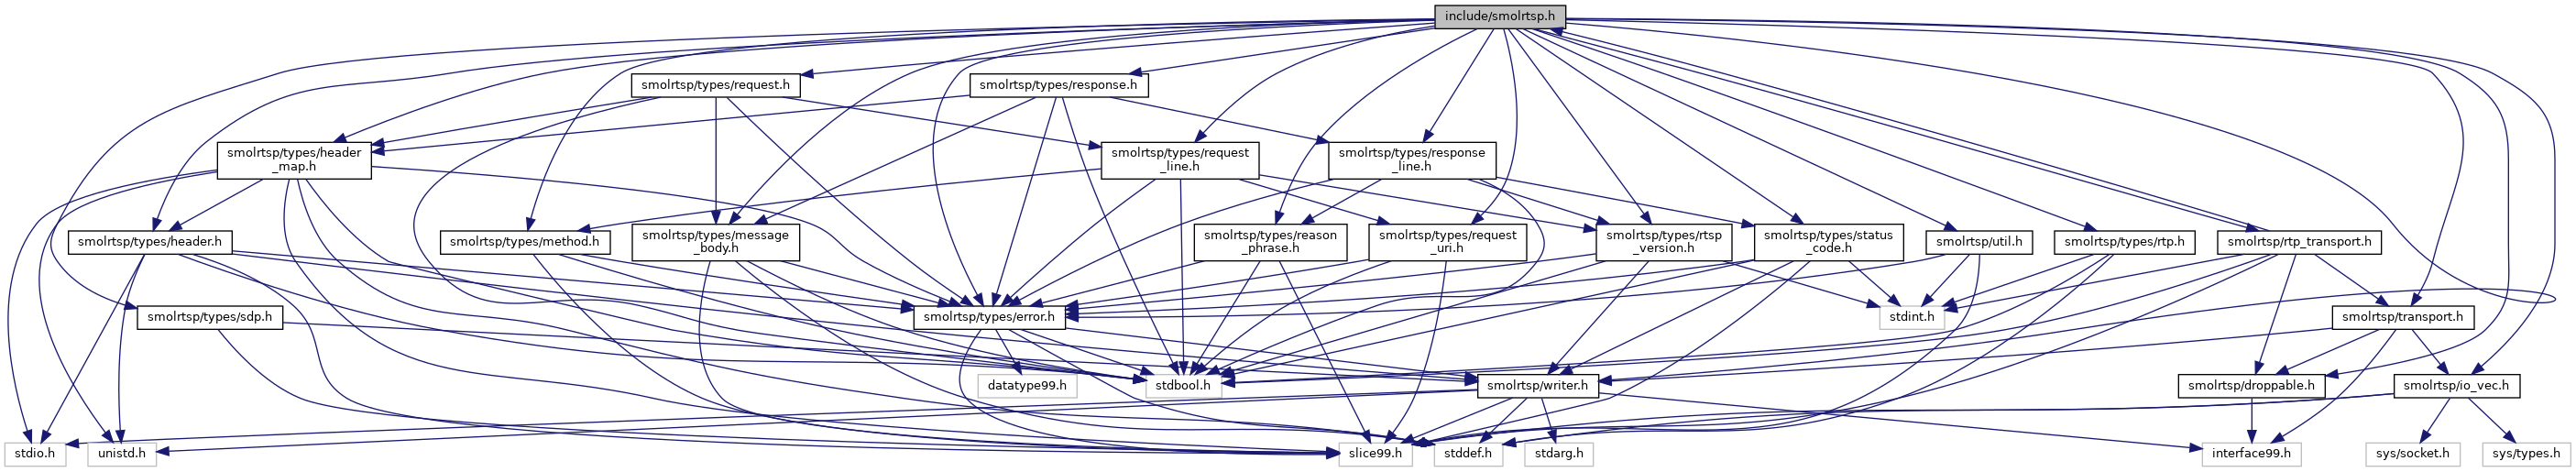 include/smolrtsp.h
smolrtsp/types/request.h
smolrtsp/types/response.h
smolrtsp/types/header
_map.h
smolrtsp/types/request
_line.h
smolrtsp/types/response
_line.h
smolrtsp/types/header.h
smolrtsp/types/method.h
smolrtsp/types/message
_body.h
smolrtsp/types/reason
_phrase.h
smolrtsp/types/request
_uri.h
smolrtsp/types/rtsp
_version.h
smolrtsp/types/status
_code.h
smolrtsp/util.h
smolrtsp/types/rtp.h
smolrtsp/rtp_transport.h
smolrtsp/types/sdp.h
smolrtsp/types/error.h
stdint.h
smolrtsp/transport.h
datatype99.h
stdbool.h
smolrtsp/writer.h
smolrtsp/droppable.h
smolrtsp/io_vec.h
stdio.h
unistd.h
slice99.h
stddef.h
stdarg.h
interface99.h
sys/socket.h
sys/types.h